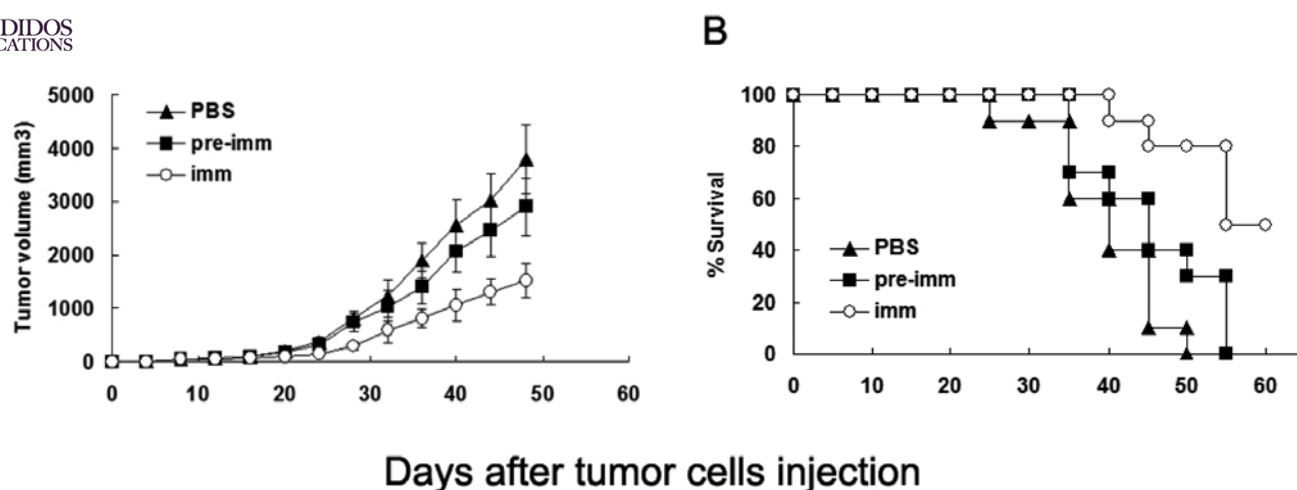 DIDOS
CATIONS
B
5000
4000
3000
2000
1000
0
Tumor volume (mm3)
PBS
pre-imm
imm
0 10 20 30 40 50 60
100
80
60
40
20
0
% Survival
PBS
pre-imm
imm
0 10 20 30 40 50 60
Days after tumor cells injection